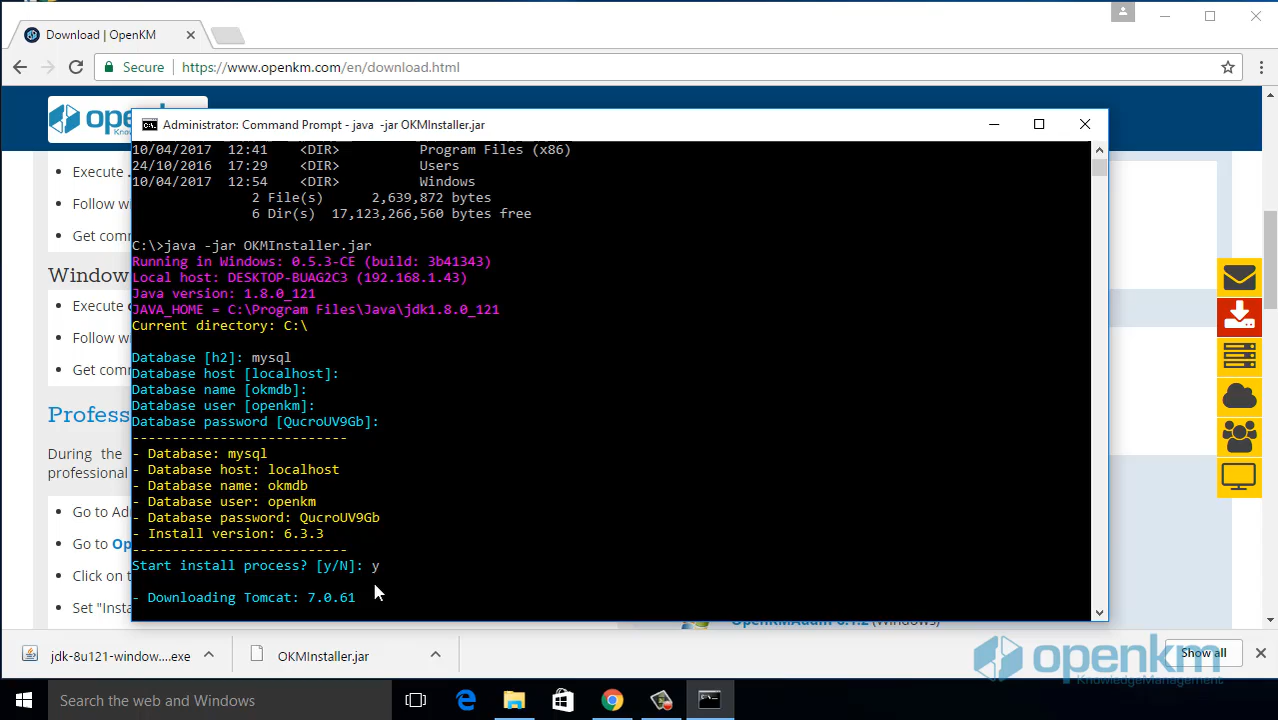 Download | OpenKM
Secure https://www.openkm.com/en/download.html
Administrator: Command Prompt - java -jar OKMInstaller.jar
10/04/2017 12:41 <DIR> Program Files (x86)
24/10/2016 17:29 <DIR> Users
10/04/2017 12:54 <DIR> Windows
2 File(s) 2,639,872 bytes
6 Dir(s) 17,123,266,560 bytes free
C:\>java -jar OKMInstaller.jar
Running in Windows: 0.5.3-CE (build: 3b41343)
Local host: DESKTOP-BUAG2C3 (192.168.1.43)
Java version: 1.8.0_121
JAVA_HOME = C:\Program Files\Java\jdk1.8.0_121
Current directory: C:\
Database [h2]: mysql
Database host [localhost]:
Database name [okmdb]:
Database user [openkm]:
Database password [QucroUV9Gb]:
---------------------------
- Database: mysql
- Database host: localhost
- Database name: okmdb
- Database user: openkm
- Database password: QucroUV9Gb
- Install version: 6.3.3
---------------------------
Start install process? [y/N]: y
- Downloading Tomcat: 7.0.61
Execute
Follow wi
Get comm
Window
Execute
Follow wi
Get comm
Profess
During the
professional
Go to Ad
Go to Op
Click on t
Set "Insta
(Windows)
jdk-8u121-window....exe
OKMInstaller.jar
Show all
openkm
KnowledgeManagement
Search the web and Windows